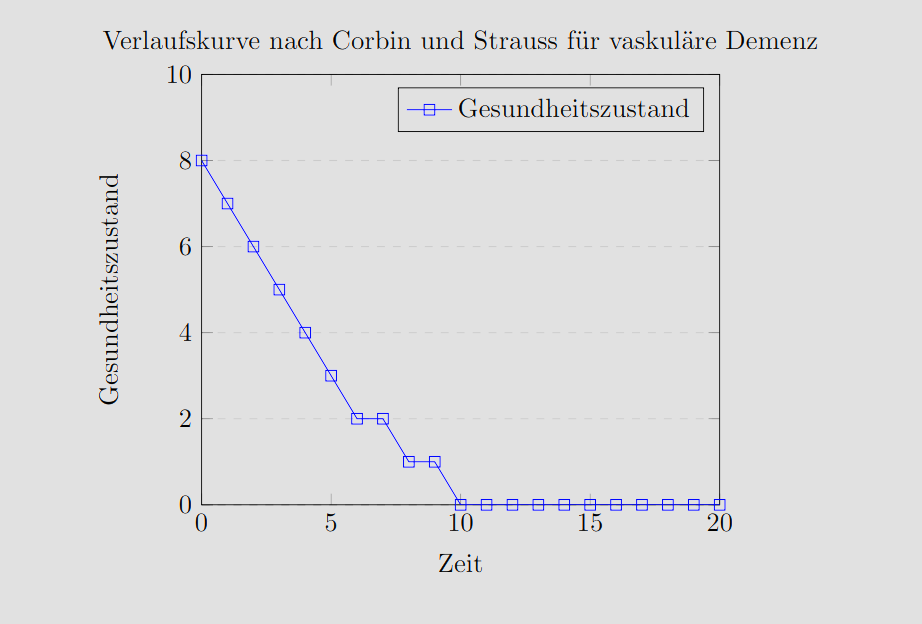 Verlaufskurve nach Corbin und Strauss für vaskuläre Demenz
10
Gesundheitszustand
8
6
4
2
0
Gesundheitszustand
0 5 10 15 20
Zeit